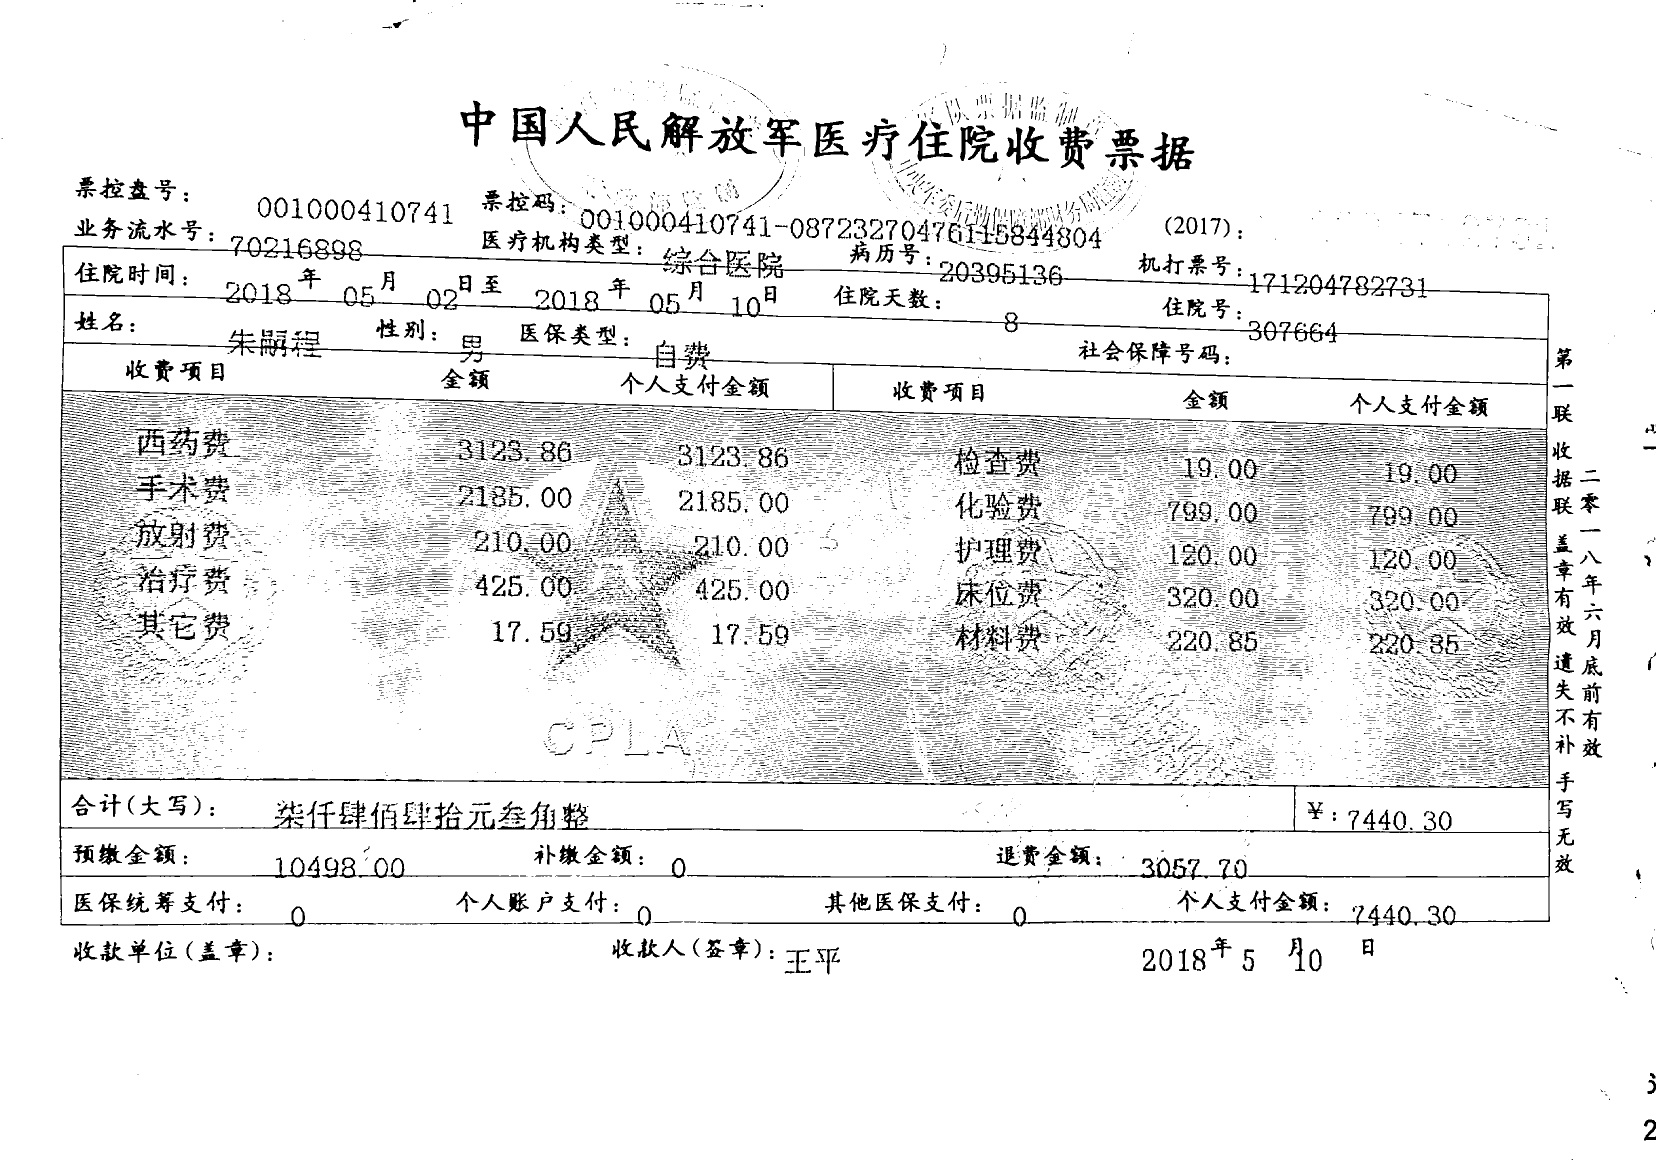 中国人民解放军医疗住院收费票据
票控盘号: 001000410741 票控码: 001000410741-08723270476115844804 (2017):
业务流水号: 70216898 医疗机构类型: 综合医院 病历号: 20395136 机打票号: 171204782731
住院时间: 2018年05月02日至2018年05月10日 住院天数: 8 住院号: 307664
姓名: 朱嗣程 性别: 男 医保类型: 自费 社会保障号码:
收费项目 金额 个人支付金额 收费项目 金额 个人支付金额
西药费 3123.86 3123.86 检查费 19.00 19.00
手术费 2185.00 2185.00 化验费 799.00 799.00
放射费 210.00 210.00 护理费 120.00 120.00
治疗费 425.00 425.00 床位费 320.00 320.00
其它费 17.59 17.59 材料费 220.85 220.85
CPLA
合计(大写): 柒仟肆佰肆拾元叁角整 ¥:7440.30
预缴金额: 10498.00 补缴金额: 0 退费金额: 3057.70
医保统筹支付: 0 个人账户支付: 0 其他医保支付: 0 个人支付金额: 7440.30
收款单位(盖章): 收款人(签章): 王平 2018年5月10日
第一联 收据联 盖章有效 遗失不补 手写无效
二零一八年六月底前有效